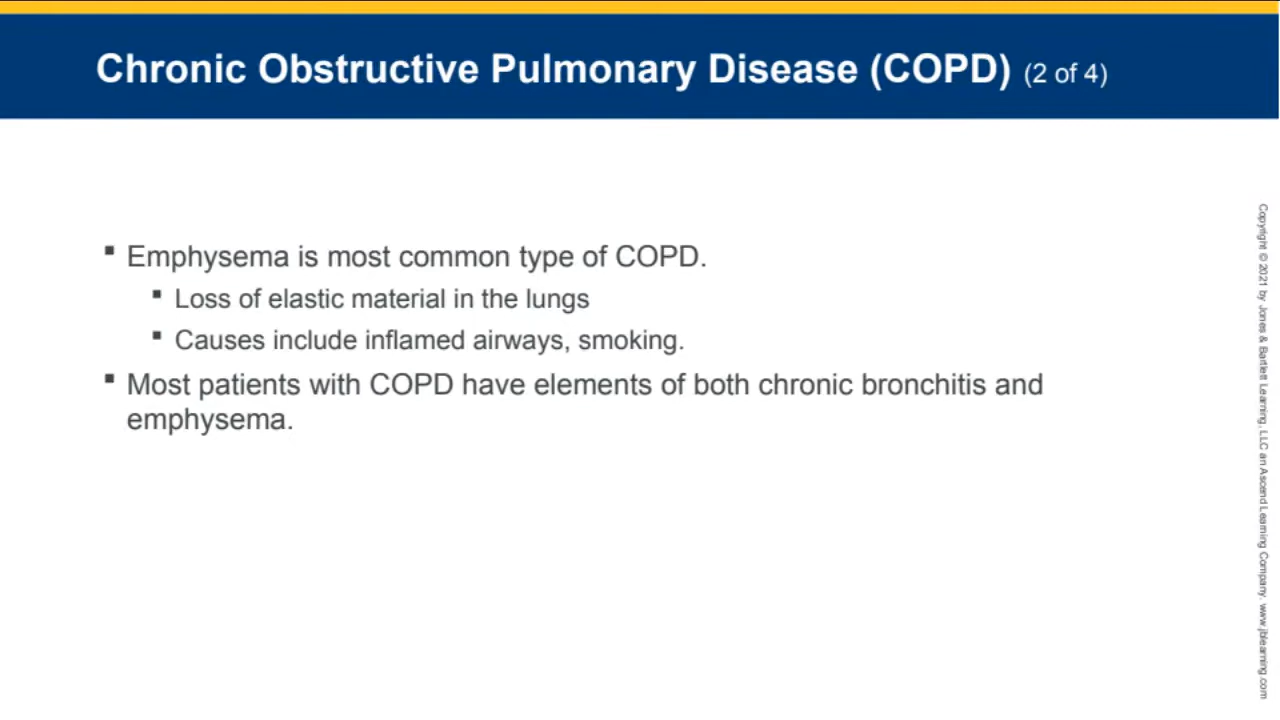 Chronic Obstructive Pulmonary Disease (COPD) (2 of 4)
▪ Emphysema is most common type of COPD.
▪ Loss of elastic material in the lungs
▪ Causes include inflamed airways, smoking.
▪ Most patients with COPD have elements of both chronic bronchitis and
emphysema.
Copyright © 2021 by Jones & Bartlett Learning, LLC an Ascend Learning Company. www.jblearning.com